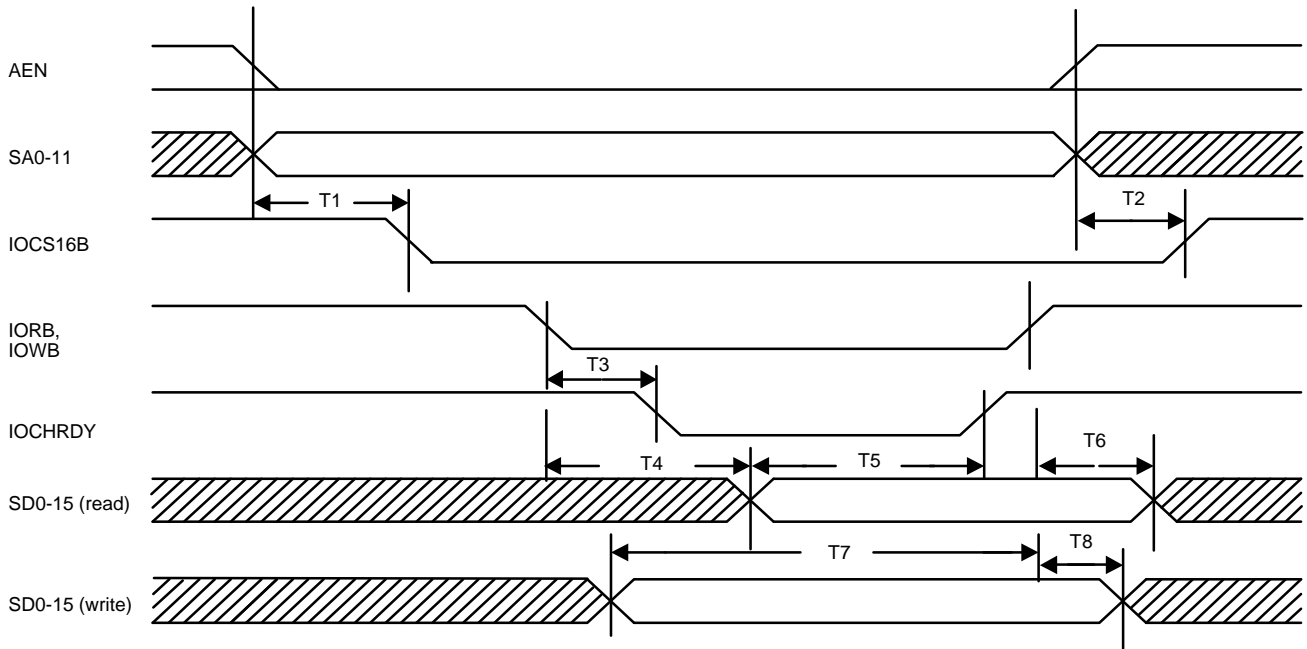 AEN
SA0-11
T1
T2
IOCS16B
IORB,
IOWB
T3
IOCHRDY
T4
T5
T6
SD0-15 (read)
T7
T8
SD0-15 (write)